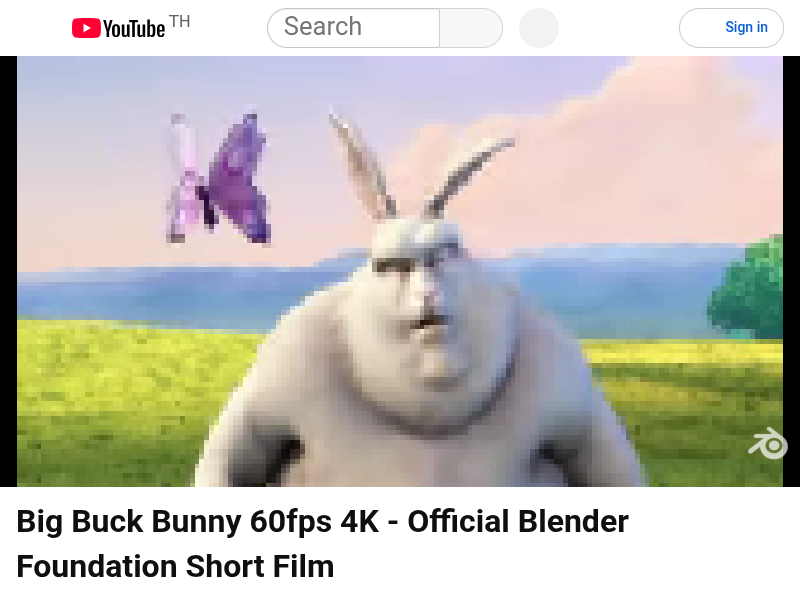 YouTube TH
Search
Sign in
Big Buck Bunny 60fps 4K - Official Blender
Foundation Short Film